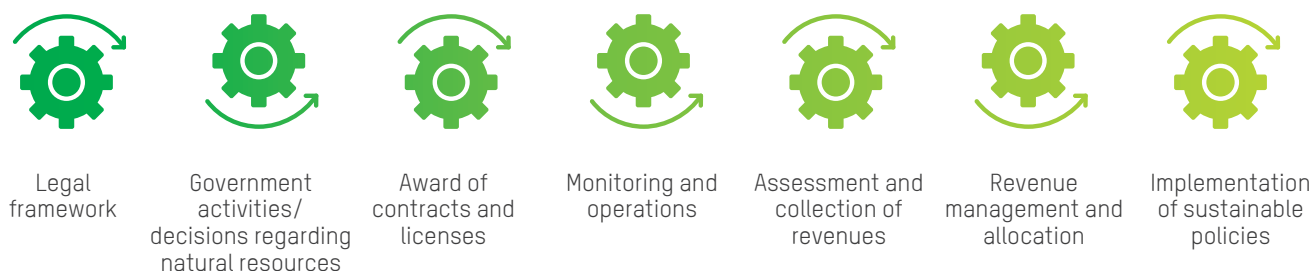 Legal
framework
Government
activities/
decisions regarding
natural resources
Award of
contracts and
licenses
Monitoring and
operations
Assessment and
collection of
revenues
Revenue
management and
allocation
Implementation
of sustainable
policies